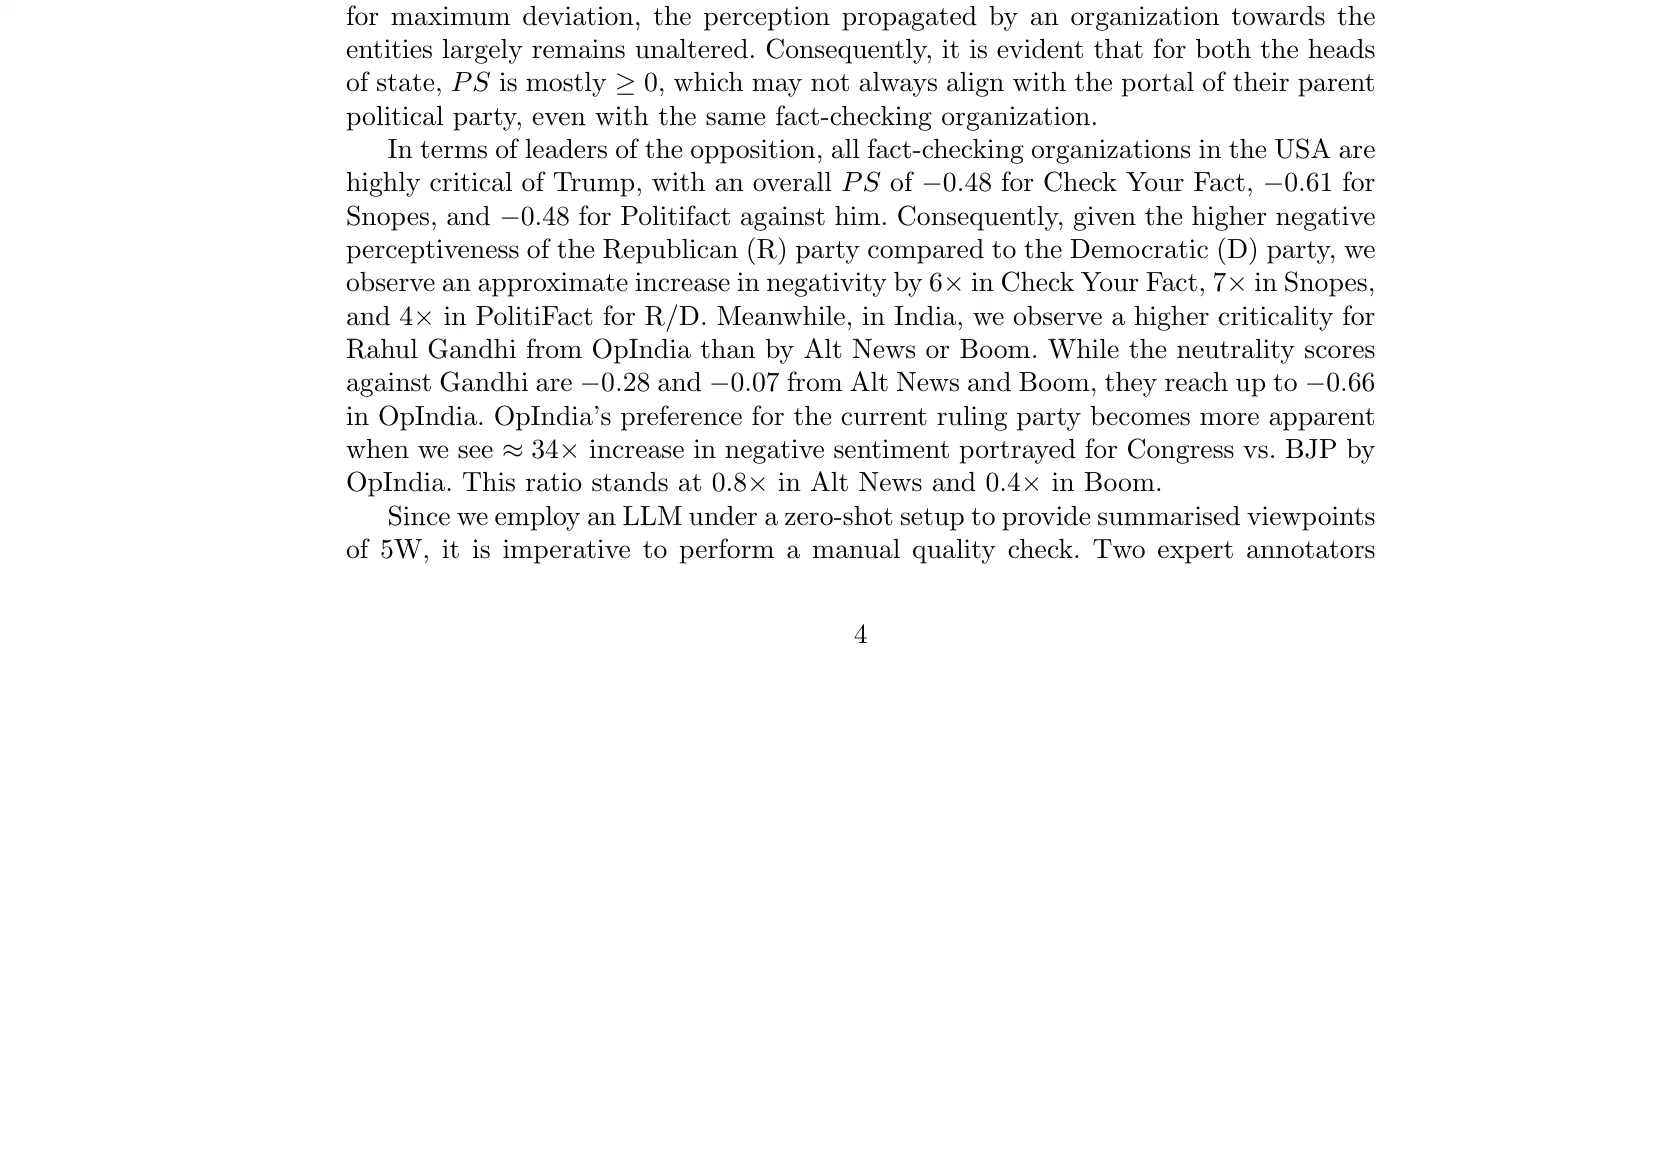 for maximum deviation, the perception propagated by an organization towards the
entities largely remains unaltered. Consequently, it is evident that for both the heads
of state, PS is mostly ≥ 0, which may not always align with the portal of their parent
political party, even with the same fact-checking organization.
In terms of leaders of the opposition, all fact-checking organizations in the USA are
highly critical of Trump, with an overall PS of −0.48 for Check Your Fact, −0.61 for
Snopes, and −0.48 for Politifact against him. Consequently, given the higher negative
perceptiveness of the Republican (R) party compared to the Democratic (D) party, we
observe an approximate increase in negativity by 6× in Check Your Fact, 7× in Snopes,
and 4× in PolitiFact for R/D. Meanwhile, in India, we observe a higher criticality for
Rahul Gandhi from OpIndia than by Alt News or Boom. While the neutrality scores
against Gandhi are −0.28 and −0.07 from Alt News and Boom, they reach up to −0.66
in OpIndia. OpIndia's preference for the current ruling party becomes more apparent
when we see ≈ 34× increase in negative sentiment portrayed for Congress vs. BJP by
OpIndia. This ratio stands at 0.8× in Alt News and 0.4× in Boom.
Since we employ an LLM under a zero-shot setup to provide summarised viewpoints
of 5W, it is imperative to perform a manual quality check. Two expert annotators
4